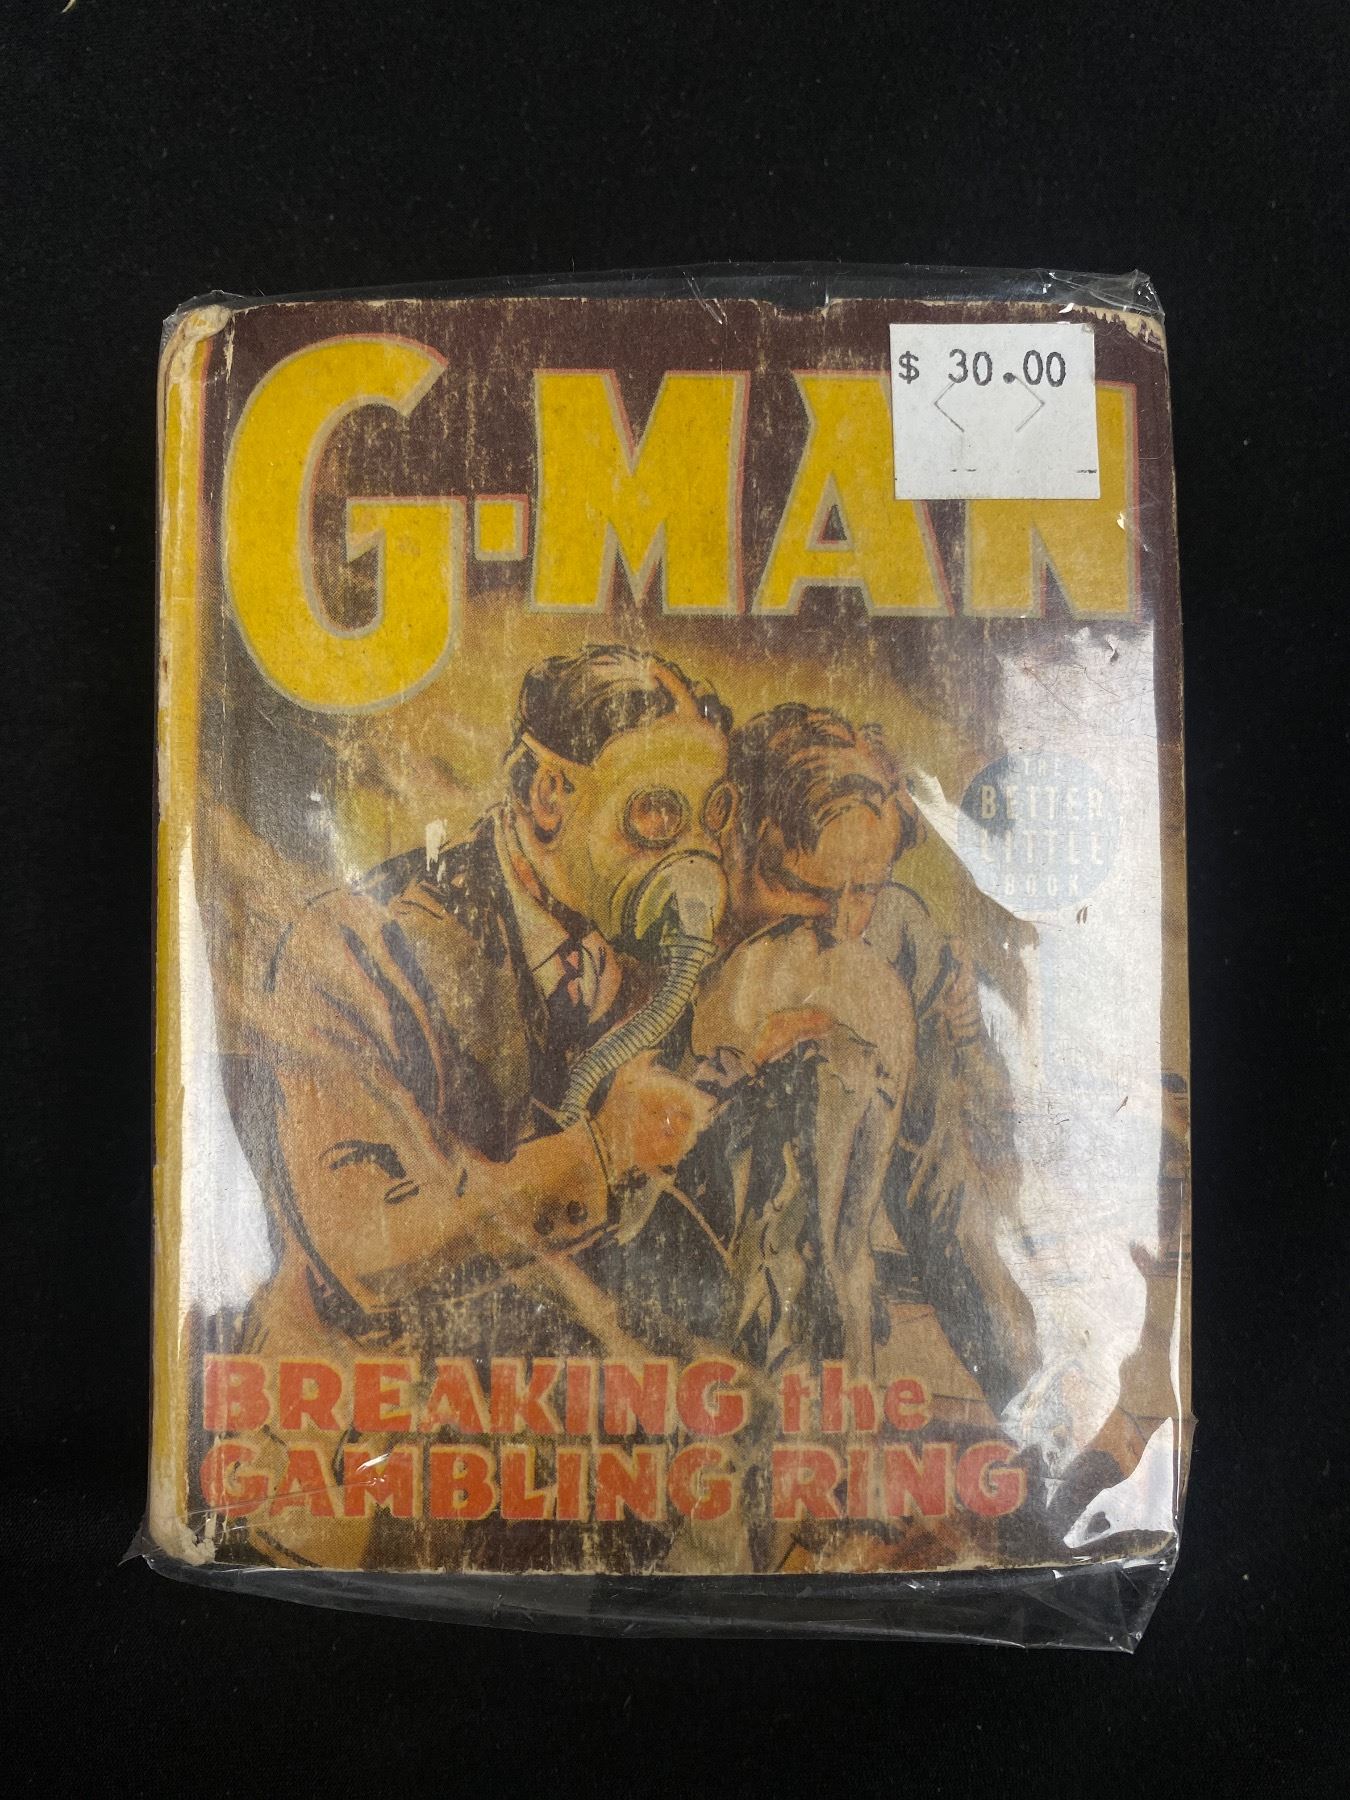 $ 30.00
G-MAN
THE
BETTER
LITTLE
BOOK
BREAKING the
GAMBLING RING